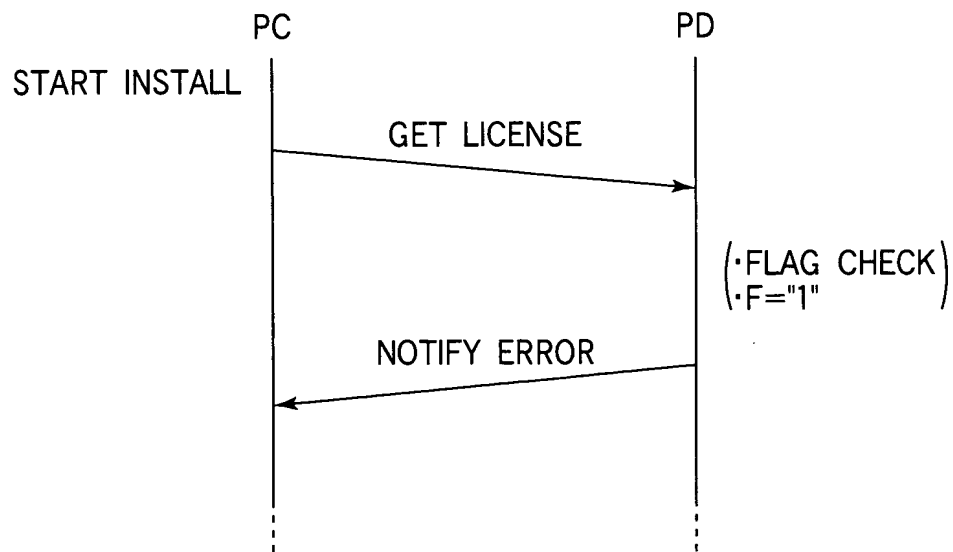 PC
PD
START INSTALL
GET LICENSE
·FLAG CHECK
·F="1"
NOTIFY ERROR